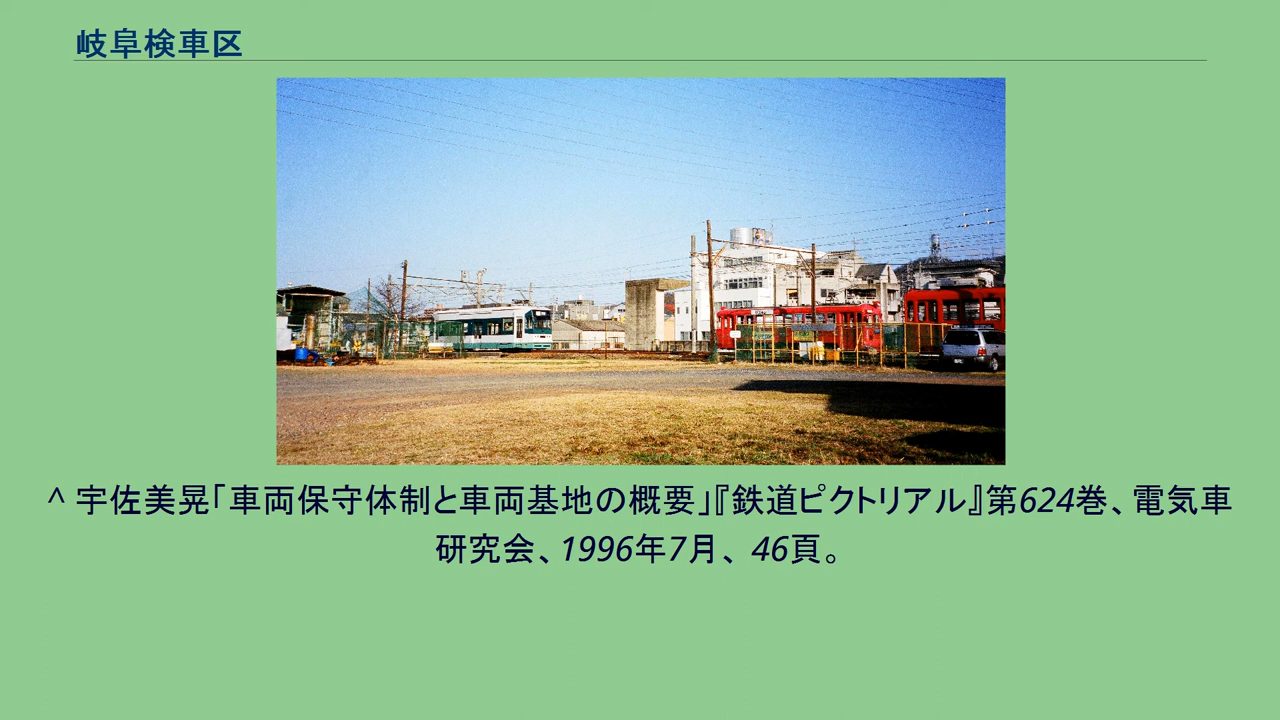 岐阜検車区
^ 宇佐美晃「車両保守体制と車両基地の概要」『鉄道ピクトリアル』第624巻、電気車
研究会、1996年7月、46頁。